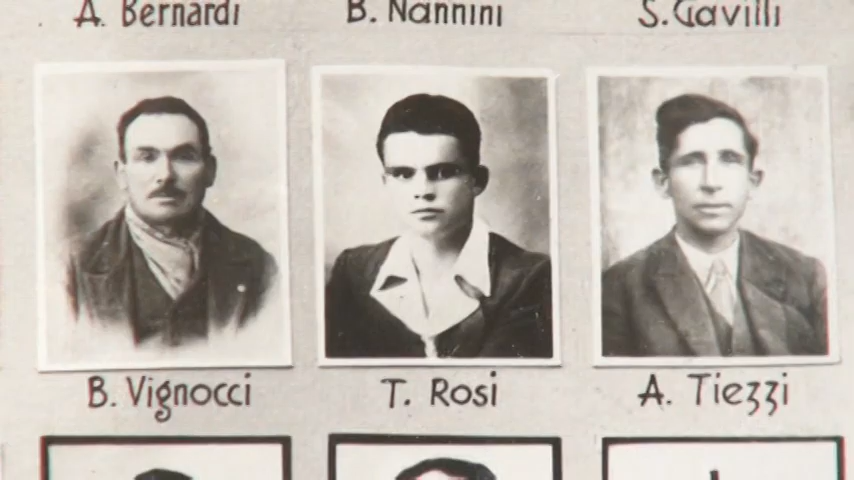 A. Bernardi B. Nannini S. Gavilli
B. Vignocci T. Rosi A. Tiezzi